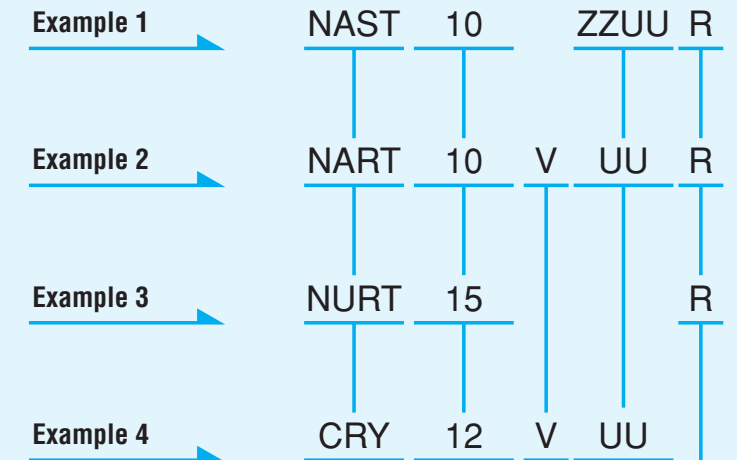 Example 1 NAST 10 ZZUU R
Example 2 NART 10 V UU R
Example 3 NURT 15 R
Example 4 CRY 12 V UU